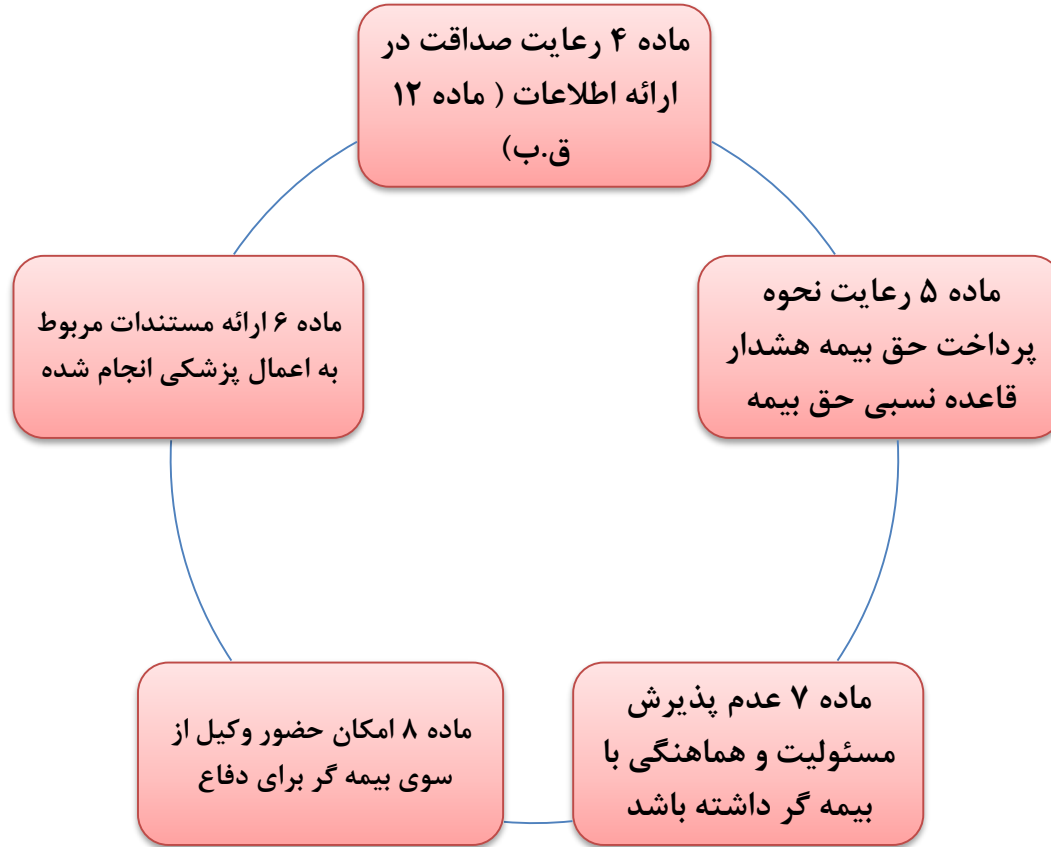 ماده ۴ رعایت صداقت در
ارائه اطلاعات ( ماده ۱۲
ق.ب)
ماده ۵ رعایت نحوه
پرداخت حق بیمه هشدار
قاعده نسبی حق بیمه
ماده ۶ ارائه مستندات مربوط
به اعمال پزشکی انجام شده
ماده ۷ عدم پذیرش
مسئولیت و هماهنگی با
بیمه گر داشته باشد
ماده ۸ امکان حضور وکیل از
سوی بیمه گر برای دفاع